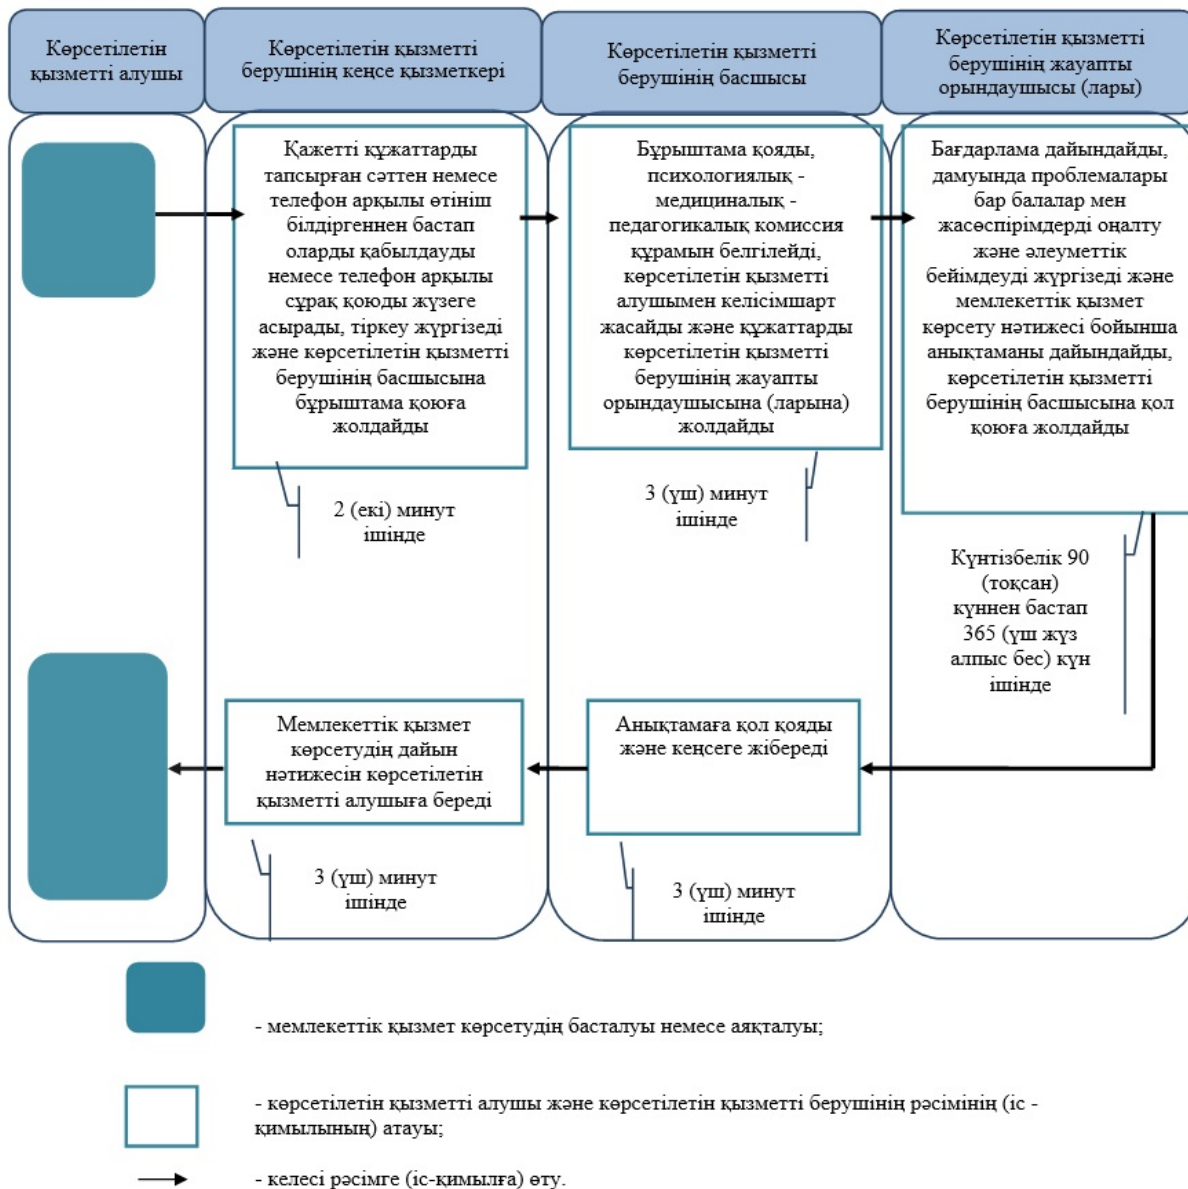 Көрсетілетін
қызметті алушы
Көрсетілетін қызметті
берушінің кеңсе қызметкері
Көрсетілетін қызметті
берушінің басшысы
Көрсетілетін қызметті
берушінің жауапты
орындаушысы (лары)
Қажетті құжаттарды
тапсырған сәттен немесе
телефон арқылы өтініш
білдіргеннен бастап
оларды қабылдауды
немесе телефон арқылы
сұрақ қоюды жүзеге
асырады, тіркеу жүргізеді
және көрсетілетін қызметті
берушінің басшысына
бұрыштама қоюға
жолдайды
Бұрыштама қояды,
психологиялық -
медициналық -
педагогикалық комиссия
құрамын белгілейді,
көрсетілетін қызметті
алушымен келісімшарт
жасайды және құжаттарды
көрсетілетін қызметті
берушінің жауапты
орындаушысына (ларына)
жолдайды
Бағдарлама дайындайды,
дамуында проблемалары
бар балалар мен
жасөспірімдерді оңалту
және әлеуметтік
бейімдеуді жүргізеді және
мемлекеттік қызмет
көрсету нәтижесі бойынша
анықтаманы дайындайды,
көрсетілетін қызметті
берушінің басшысына қол
қоюға жолдайды
2 (екі) минут
ішінде
3 (үш) минут
ішінде
Күнтізбелік 90
(тоқсан)
күннен бастап
365 (үш жүз
алпыс бес) күн
ішінде
Мемлекеттік қызмет
көрсетудің дайын
нәтижесін көрсетілетін
қызметті алушыға береді
Анықтамаға қол қояды
және кеңсеге жібереді
3 (үш) минут
ішінде
3 (үш) минут
ішінде
- мемлекеттік қызмет көрсетудің басталуы немесе аяқталуы;
- көрсетілетін қызметті алушы және көрсетілетін қызметті берушінің рәсімінің (іс -
қимылының) атауы;
- келесі рәсімге (іс-қимылға) өту.